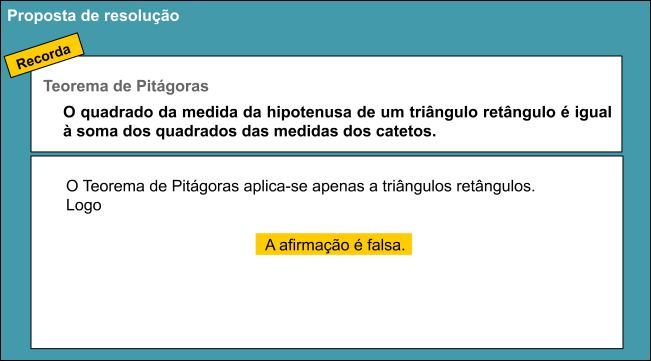 Proposta de resolução
Recorda
Teorema de Pitágoras
O quadrado da medida da hipotenusa de um triângulo retângulo é igual
à soma dos quadrados das medidas dos catetos.
O Teorema de Pitágoras aplica-se apenas a triângulos retângulos.
Logo
A afirmação é falsa.